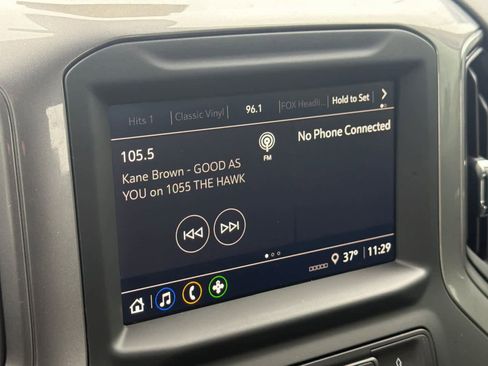 Hits 1
Classic Vinyl
96.1
FOX Headli...
Hold to Set
105.5
FM
No Phone Connected
Kane Brown - GOOD AS
YOU on 1055 THE HAWK
37°
11:29